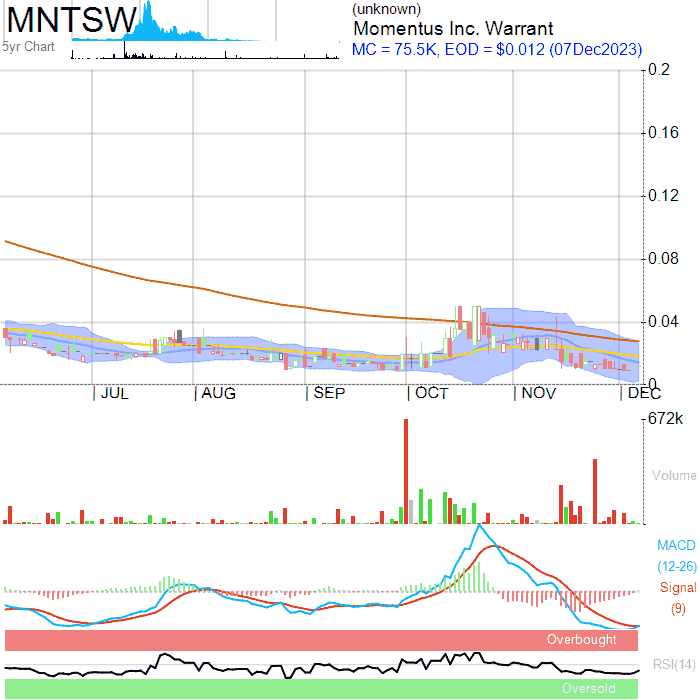 MNTSW
(unknown)
Momentus Inc. Warrant
5yr Chart
MC = 75.5K, EOD = $0.012 (07Dec2023)
0.2
0.16
0.12
0.08
0.04
0
JUL AUG SEP OCT NOV DEC
672k
Volume
MACD
(12-26)
Signal
(9)
Overbought
RSI(14)
Oversold